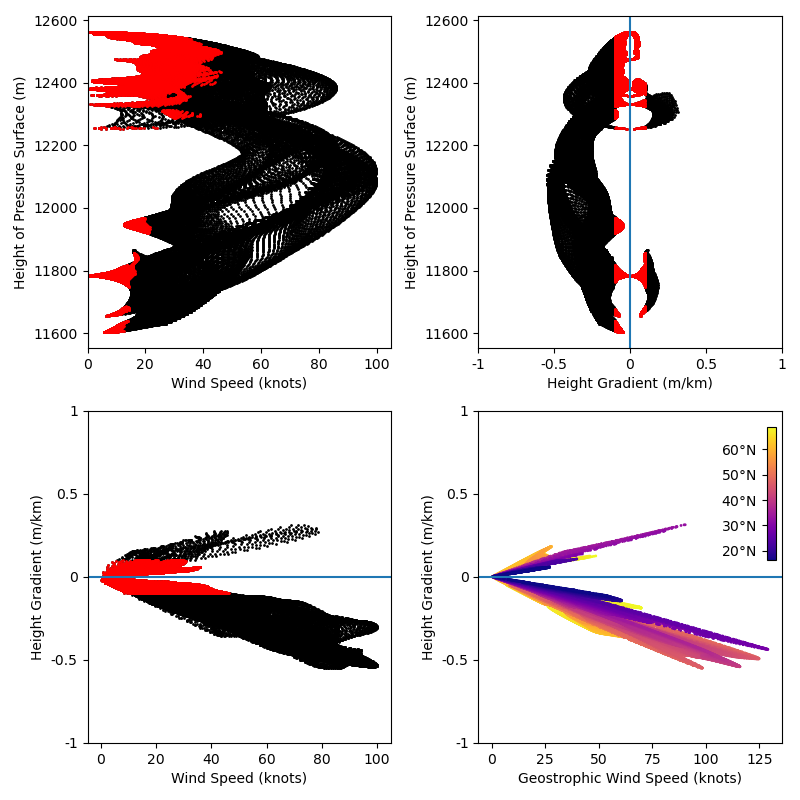 12600
12400
12200
12000
11800
11600
Height of Pressure Surface (m)
0 20 40 60 80 100
Wind Speed (knots)
12600
12400
12200
12000
11800
11600
Height of Pressure Surface (m)
-1 -0.5 0 0.5 1
Height Gradient (m/km)
1
0.5
0
-0.5
-1
Height Gradient (m/km)
0 20 40 60 80 100
Wind Speed (knots)
1
0.5
0
-0.5
-1
Height Gradient (m/km)
60°N
50°N
40°N
30°N
20°N
0 25 50 75 100 125
Geostrophic Wind Speed (knots)